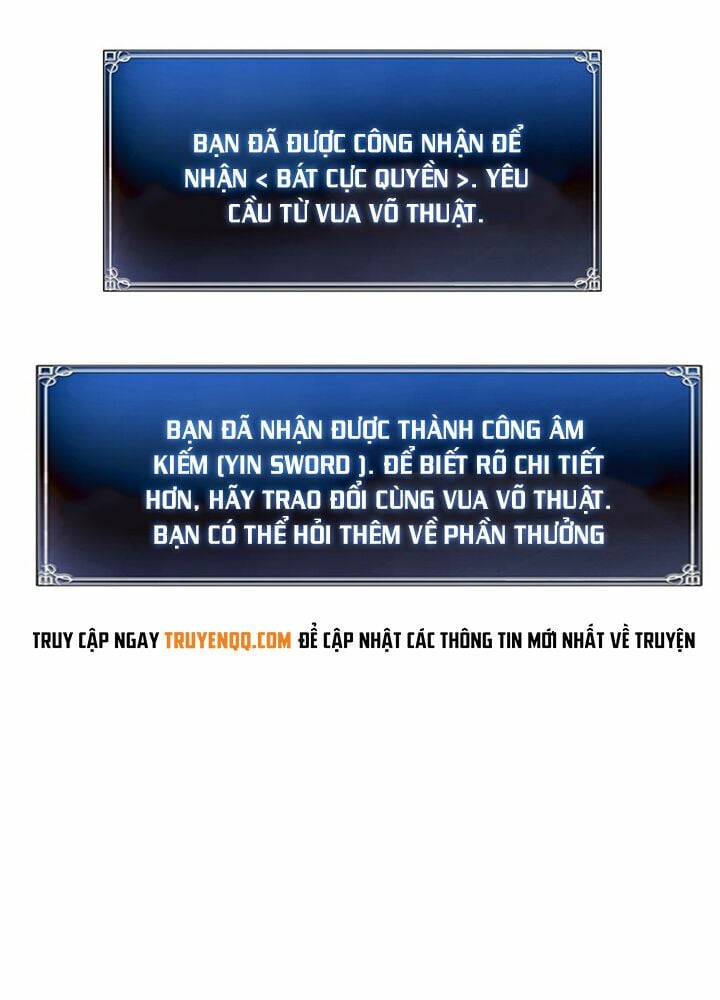 BẠN ĐÃ ĐƯỢC CÔNG NHẬN ĐỂ
NHẬN < BÁT CỰC QUYỀN >. YÊU
CẦU TỪ VUA VÕ THUẬT.
BẠN ĐÃ NHẬN ĐƯỢC THÀNH CÔNG ÂM
KIẾM (YIN SWORD ). ĐỂ BIẾT RÕ CHI TIẾT
HƠN, HÃY TRAO ĐỔI CÙNG VUA VÕ THUẬT.
BẠN CÓ THỂ HỎI THÊM VỀ PHẦN THƯỞNG
TRUY CẬP NGAY TRUYENQQ.COM ĐỂ CẬP NHẬT CÁC THÔNG TIN MỚI NHẤT VỀ TRUYỆN